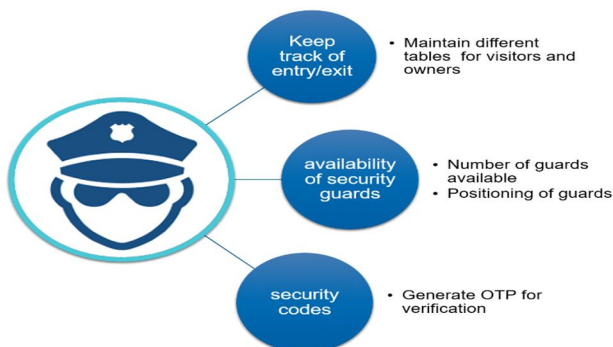 Keep
track of
entry/exit
• Maintain different
tables for visitors and
owners
availability
of security
guards
• Number of guards
available
• Positioning of guards
security
codes
• Generate OTP for
verification